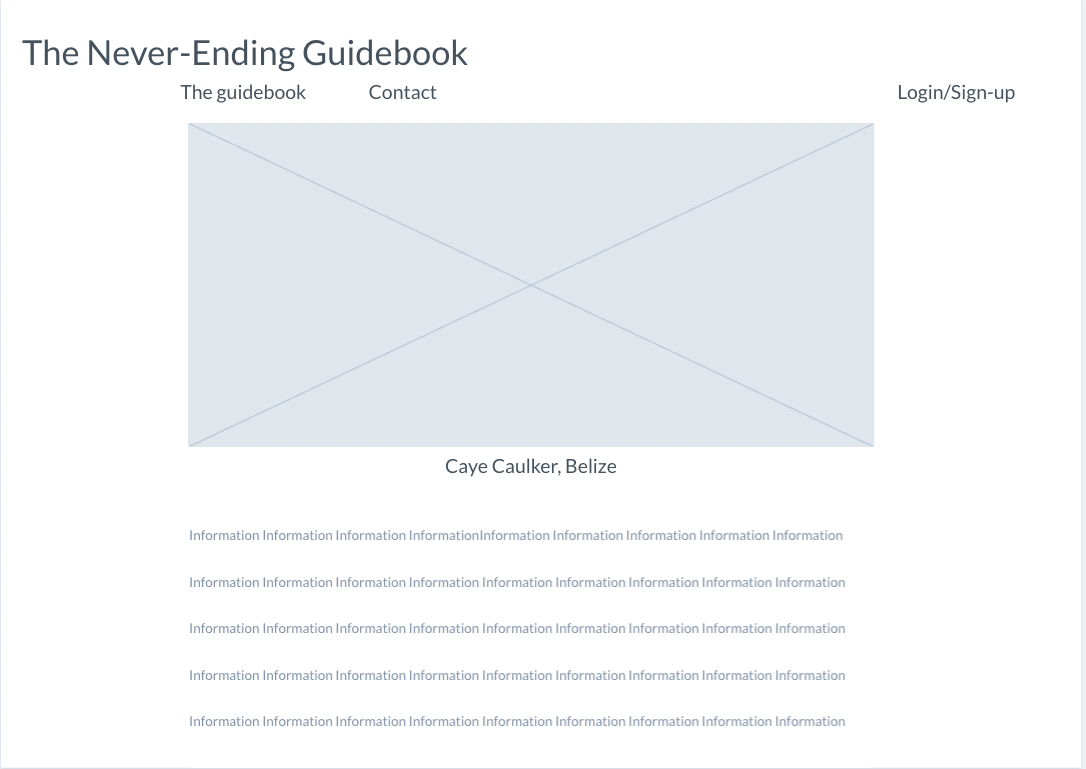 The Never-Ending Guidebook
The guidebook Contact Login/Sign-up
Caye Caulker, Belize
Information Information Information InformationInformation Information Information Information Information
Information Information Information Information Information Information Information Information Information
Information Information Information Information Information Information Information Information Information
Information Information Information Information Information Information Information Information Information
Information Information Information Information Information Information Information Information Information